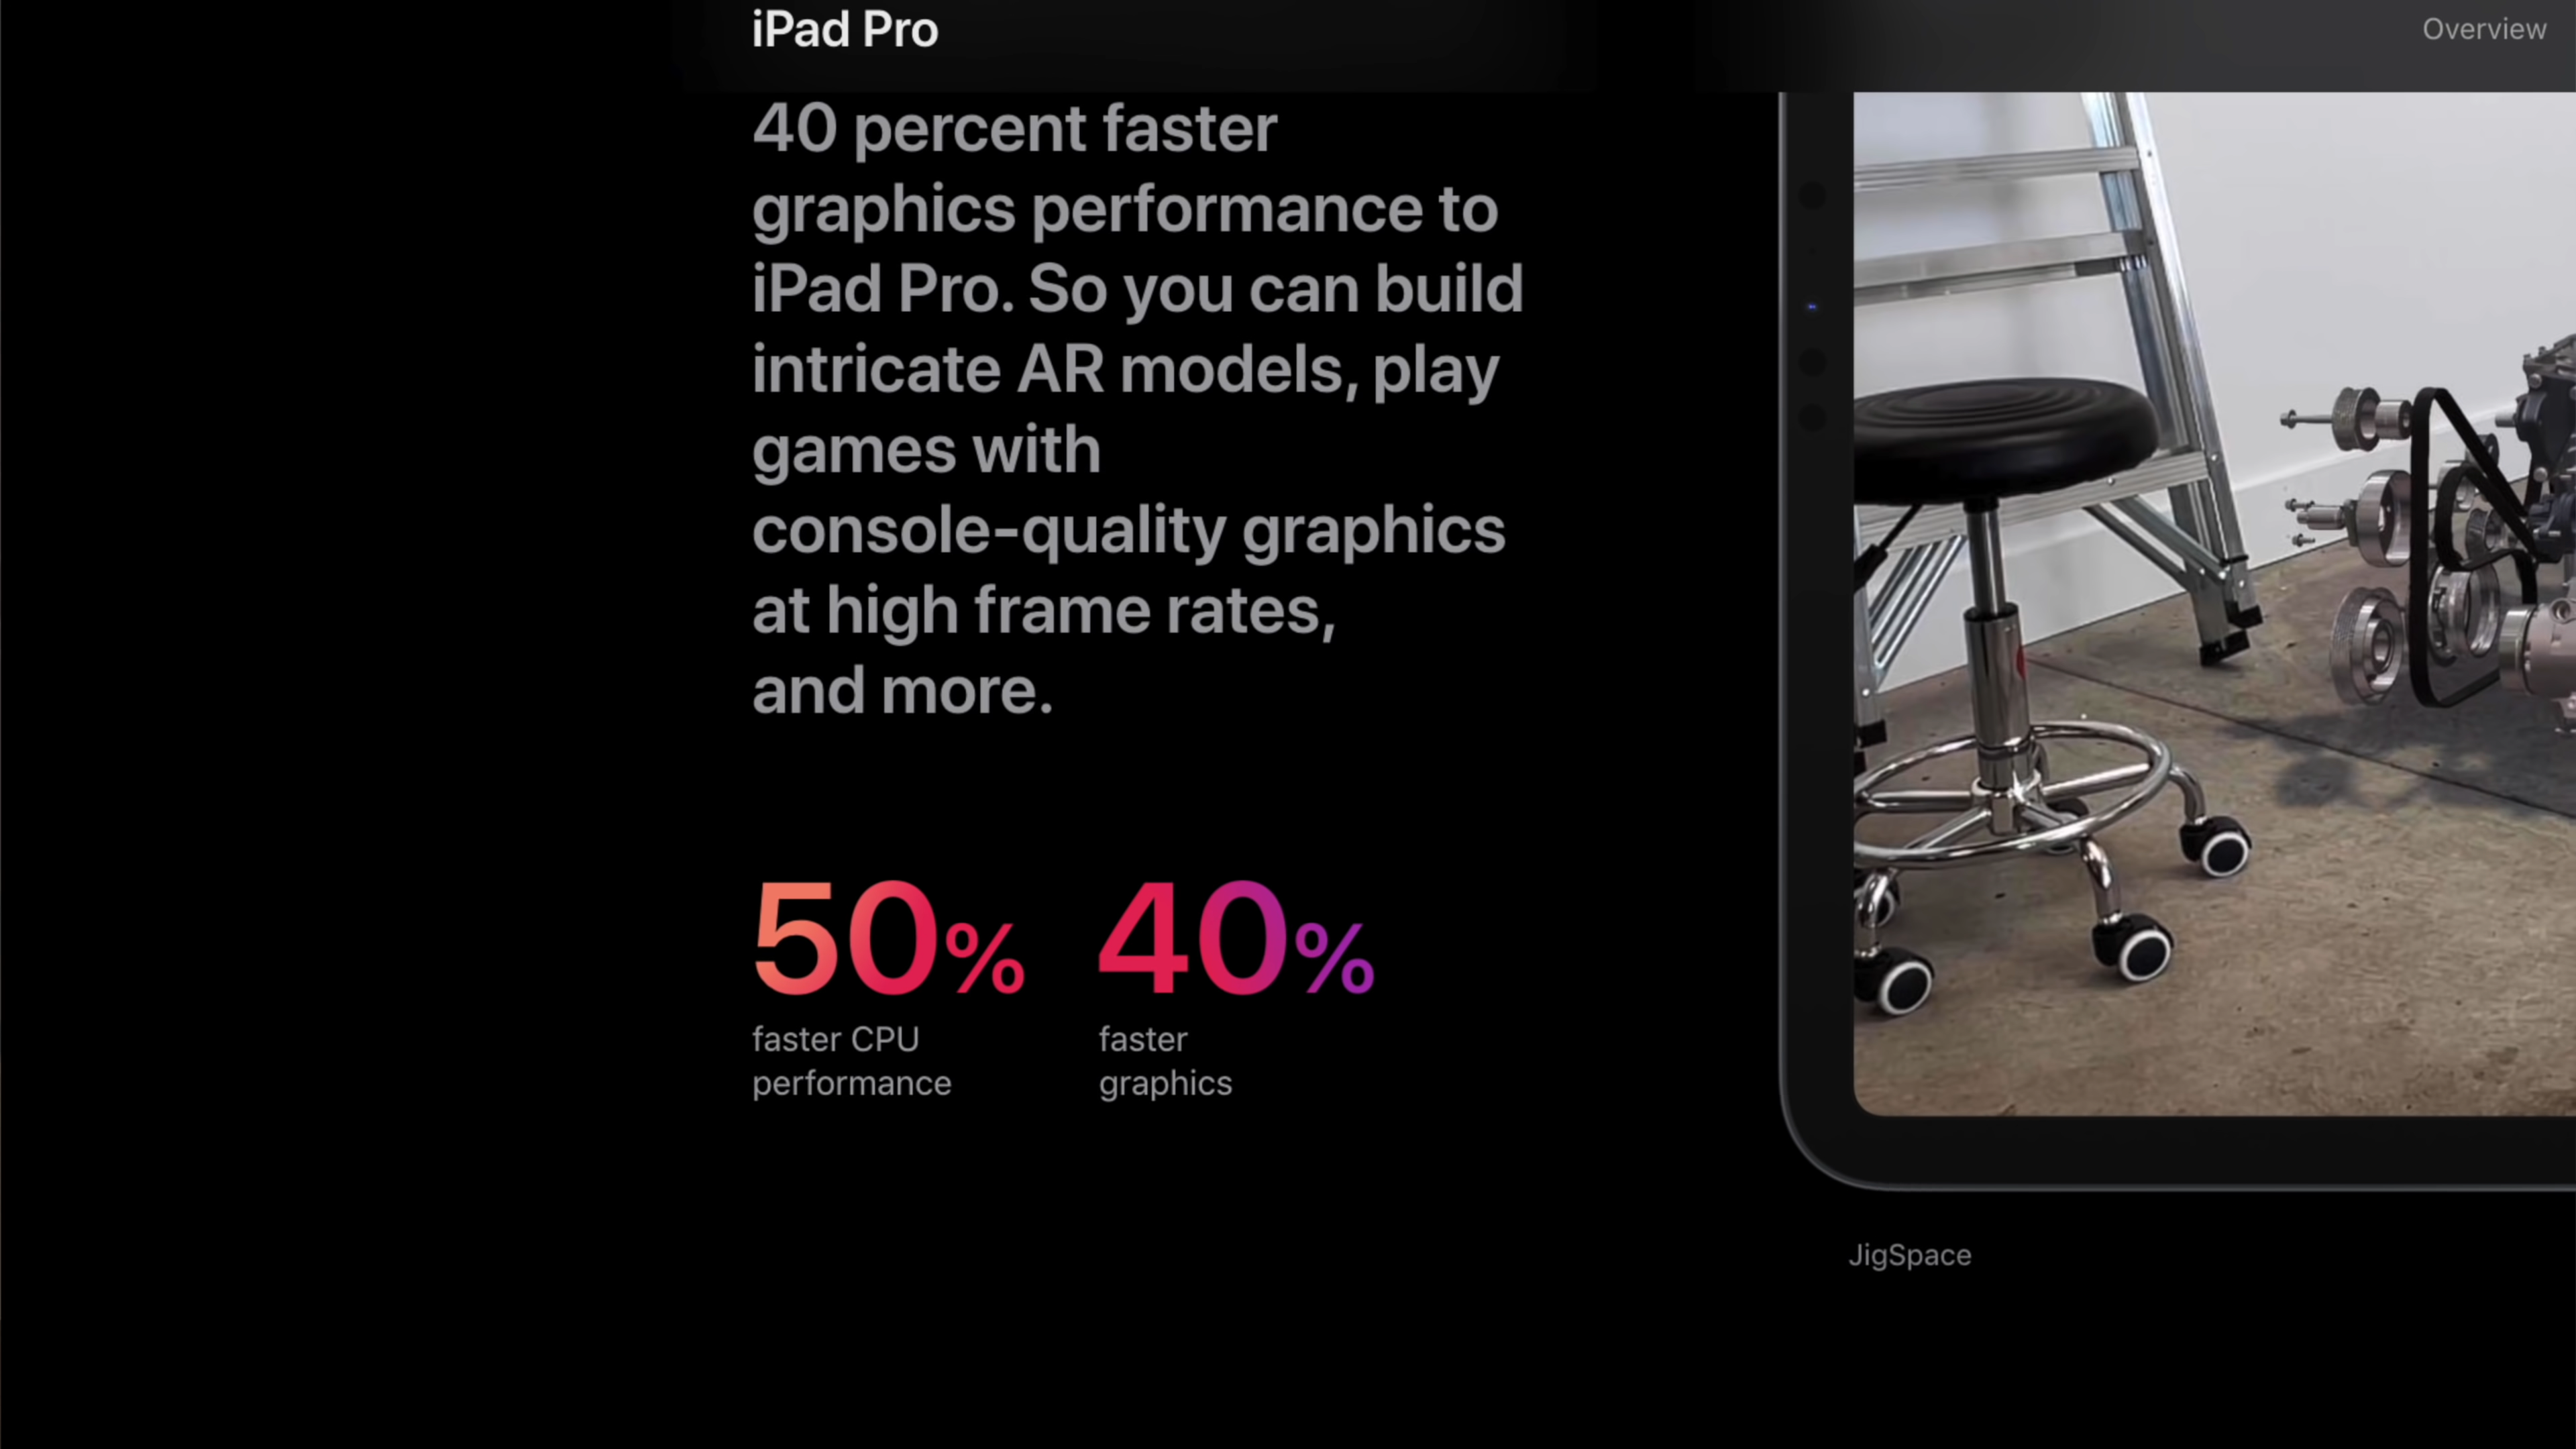 iPad Pro
Overview
40 percent faster
graphics performance to
iPad Pro. So you can build
intricate AR models, play
games with
console-quality graphics
at high frame rates,
and more.
50% 40%
faster CPU faster
performance graphics
JigSpace